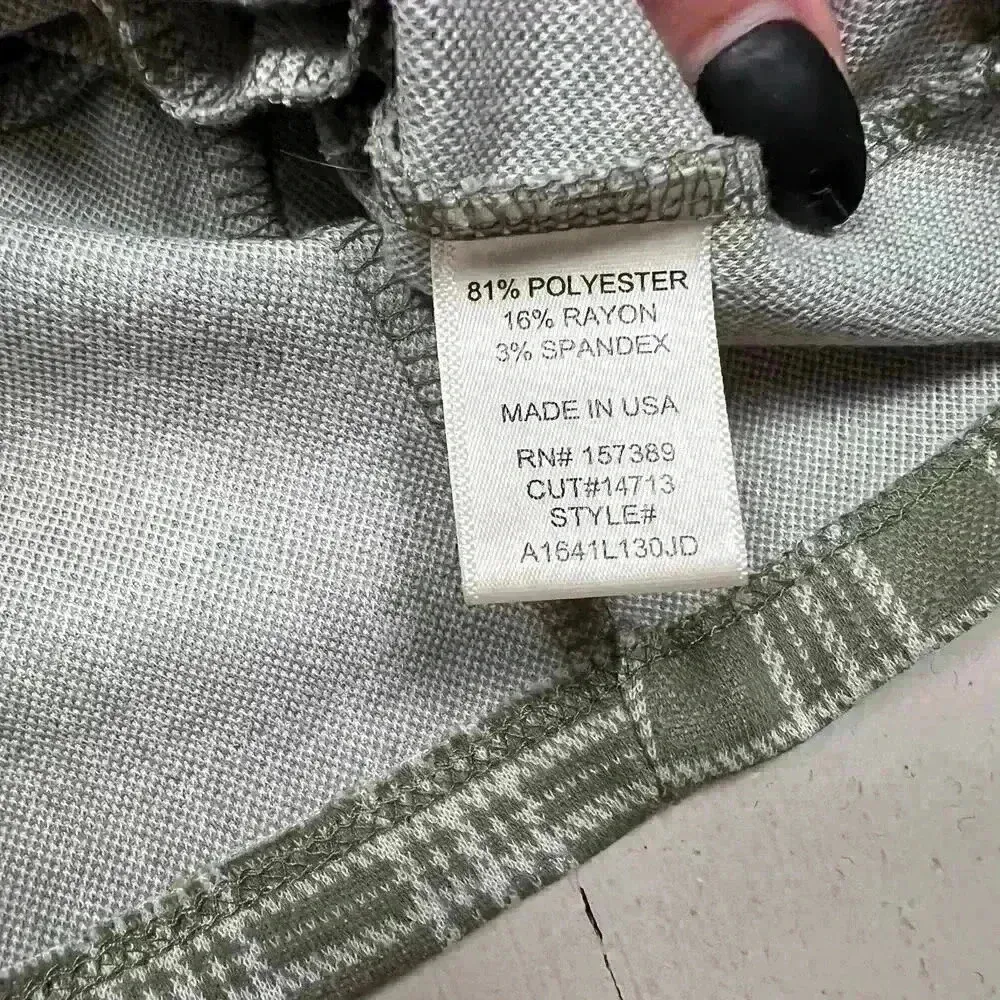 81% POLYESTER
16% RAYON
3% SPANDEX
MADE IN USA
RN# 157389
CUT#14713
STYLE#
A1641L130JD